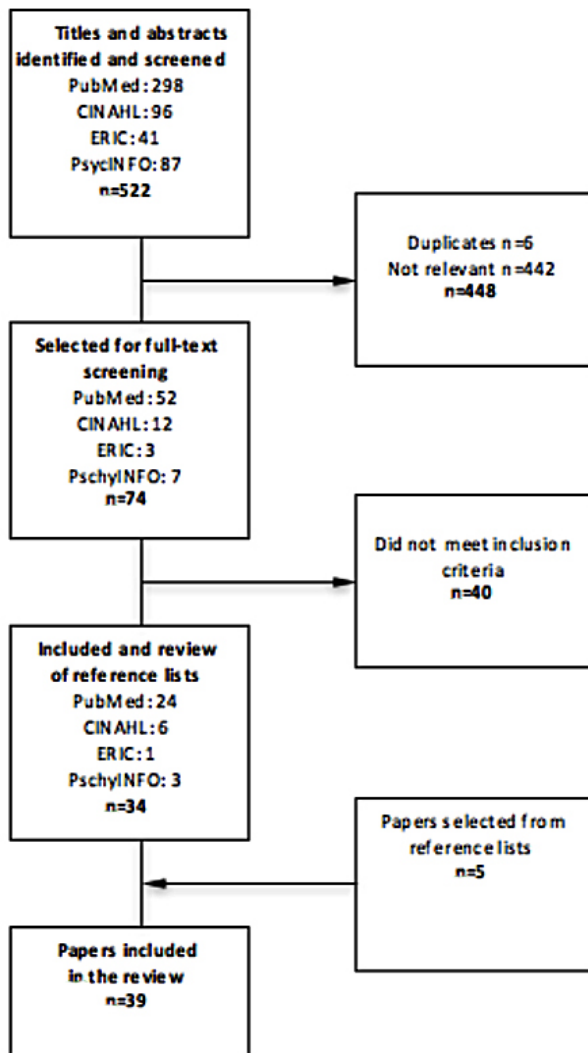 Titles and abstracts
identified and screened
PubMed: 298
CINAHL: 96
ERIC: 41
PsycINFO: 87
n=522
Duplicates n=6
Not relevant n=442
n=448
Selected for full-text
screening
PubMed: 52
CINAHL: 12
ERIC: 3
PschyINFO: 7
n=74
Did not meet inclusion
criteria
n=40
Included and review
of reference lists
PubMed: 24
CINAHL: 6
ERIC: 1
PschyINFO: 3
n=34
Papers selected from
reference lists
n=5
Papers included
in the review
n=39